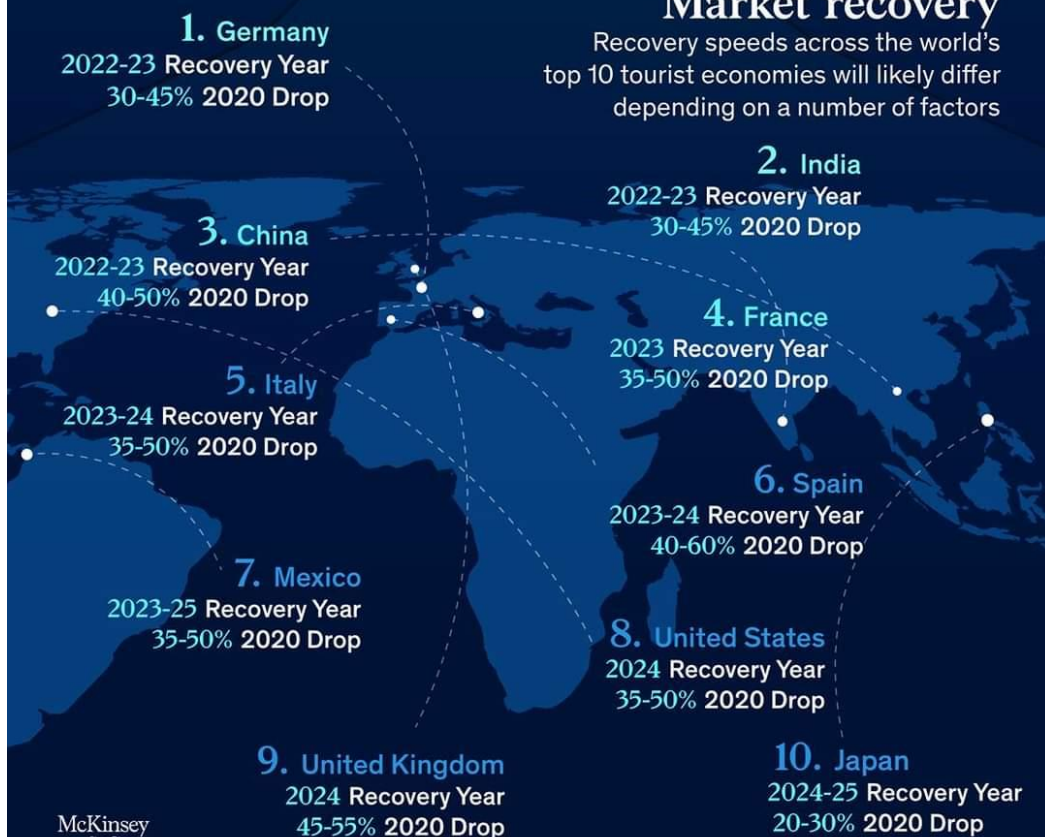 Market recovery
Recovery speeds across the world's
top 10 tourist economies will likely differ
depending on a number of factors
1. Germany
2022-23 Recovery Year
30-45% 2020 Drop
2. India
2022-23 Recovery Year
30-45% 2020 Drop
3. China
2022-23 Recovery Year
40-50% 2020 Drop
4. France
2023 Recovery Year
35-50% 2020 Drop
5. Italy
2023-24 Recovery Year
35-50% 2020 Drop
6. Spain
2023-24 Recovery Year
40-60% 2020 Drop
7. Mexico
2023-25 Recovery Year
35-50% 2020 Drop
8. United States
2024 Recovery Year
35-50% 2020 Drop
9. United Kingdom
2024 Recovery Year
45-55% 2020 Drop
10. Japan
2024-25 Recovery Year
20-30% 2020 Drop
McKinsey